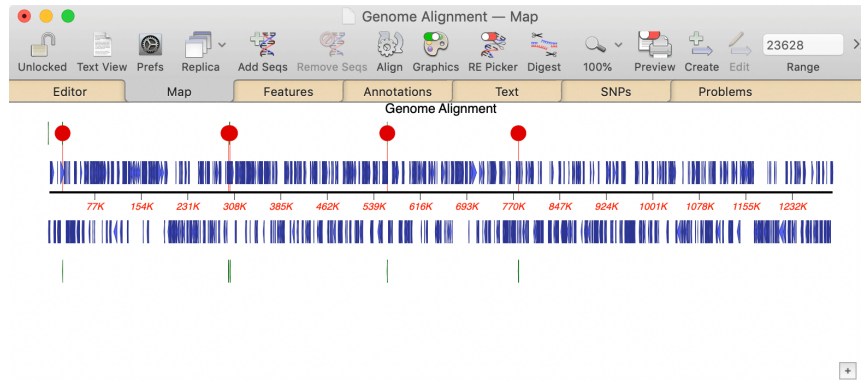 Genome Alignment — Map
Unlocked Text View Prefs Replica Add Seqs Remove Seqs Align Graphics RE Picker Digest 100% Preview Create Edit 23628 Range
Editor Map Features Annotations Text SNPs Problems
Genome Alignment
77K 154K 231K 308K 385K 462K 539K 616K 693K 770K 847K 924K 1001K 1078K 1155K 1232K